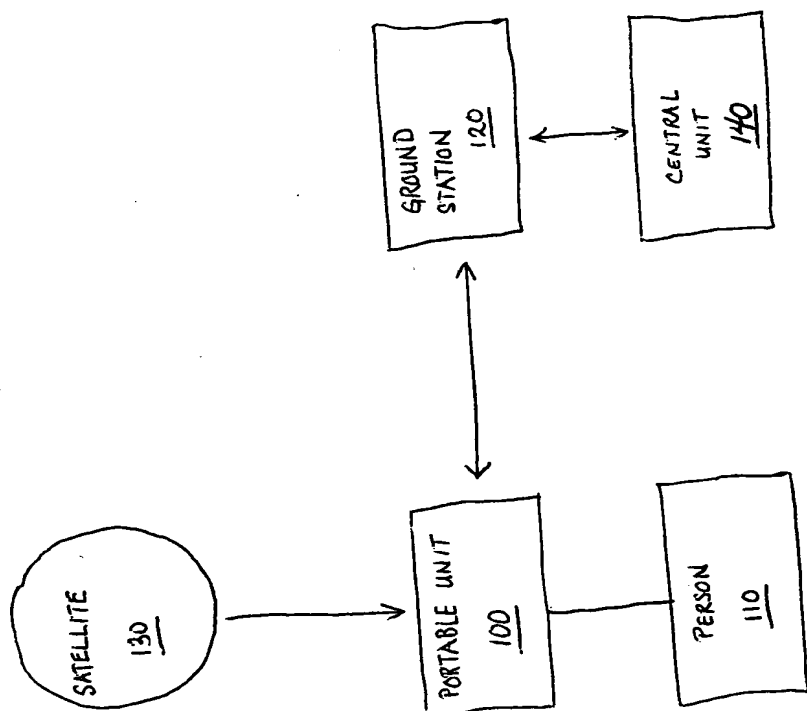 SATELLITE
130
PORTABLE UNIT
100
PERSON
110
GROUND
STATION
120
CENTRAL
UNIT
140